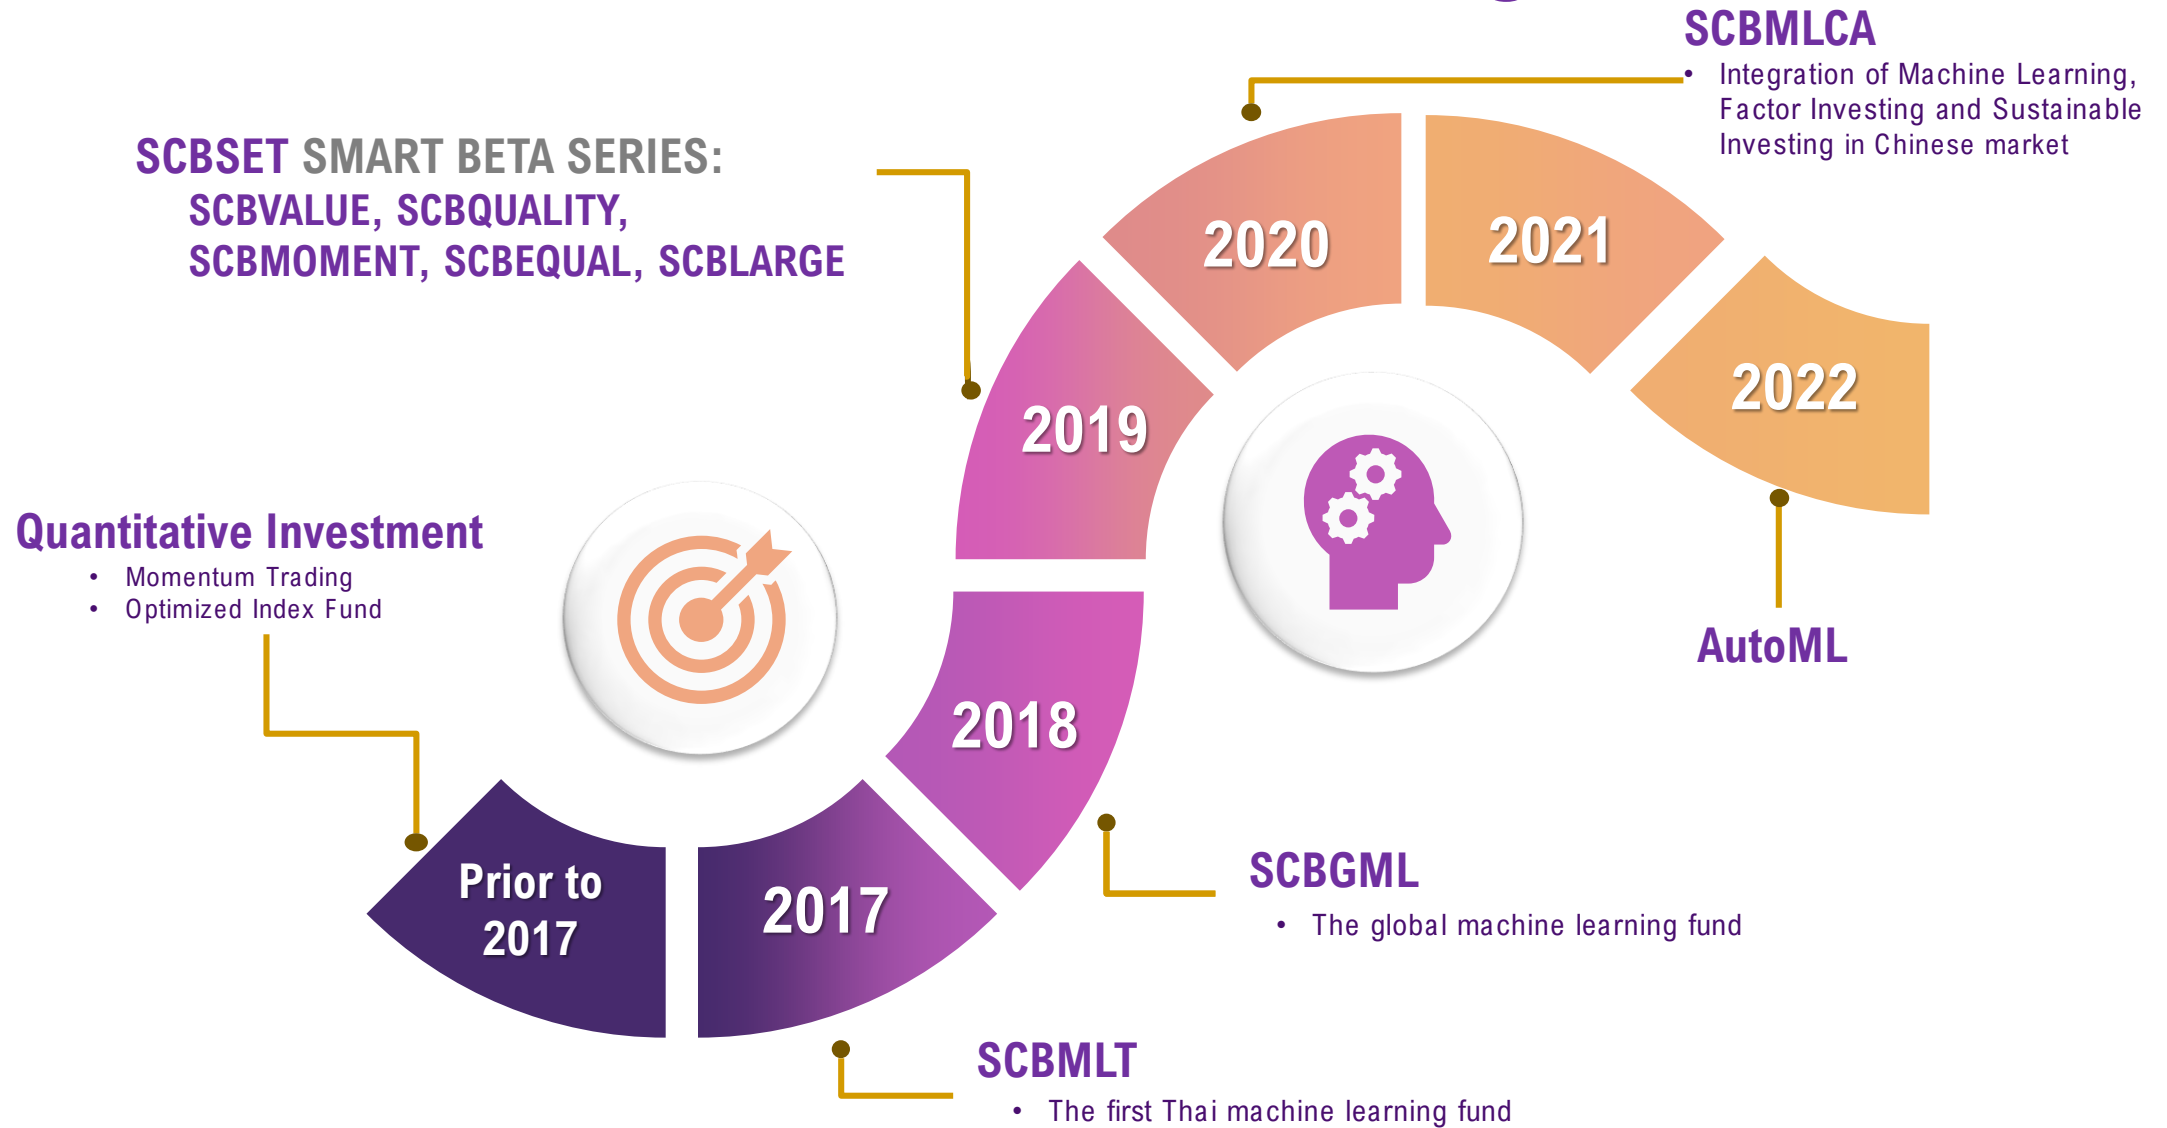 SCBMLCA
• Integration of Machine Learning,
Factor Investing and Sustainable
Investing in Chinese market
SCBSET SMART BETA SERIES:
SCBVALUE, SCBQUALITY,
SCBMOMENT, SCBEQUAL, SCBLARGE
2020
2021
2022
2019
Quantitative Investment
• Momentum Trading
• Optimized Index Fund
AutoML
2018
Prior to
2017
2017
SCBGML
• The global machine learning fund
SCBMLT
• The first Thai machine learning fund